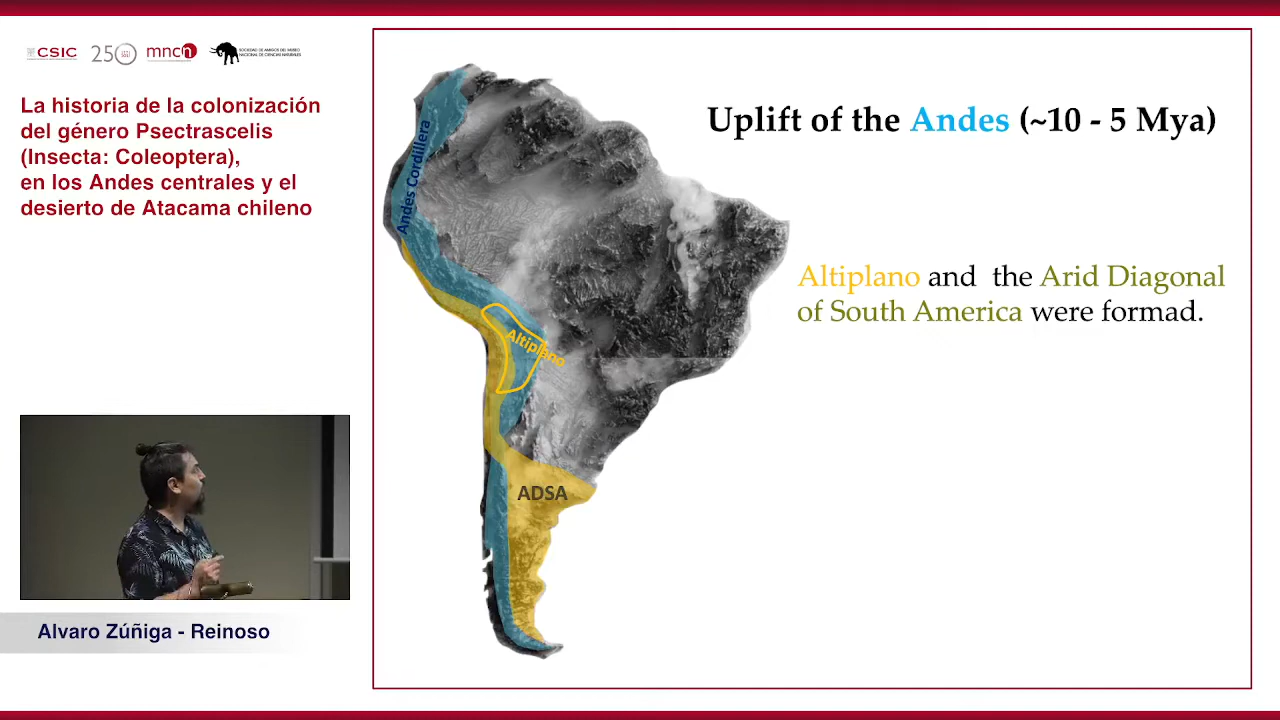 CSIC
250
mncn
SOCIEDAD DE AMIGOS DEL MUSEO
NACIONAL DE CIENCIAS NATURALES
La historia de la colonización
del género Psectrascelis
(Insecta: Coleoptera),
en los Andes centrales y el
desierto de Atacama chileno
Alvaro Zúñiga - Reinoso
Uplift of the Andes (~10 - 5 Mya)
Altiplano and the Arid Diagonal
of South America were formad.
Andes Cordillera
Altiplano
ADSA